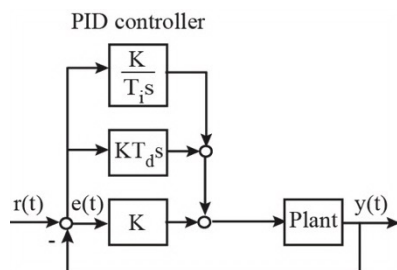 PID controller
K
T_i s
KT_d s
r(t)
e(t)
K
Plant
y(t)
-